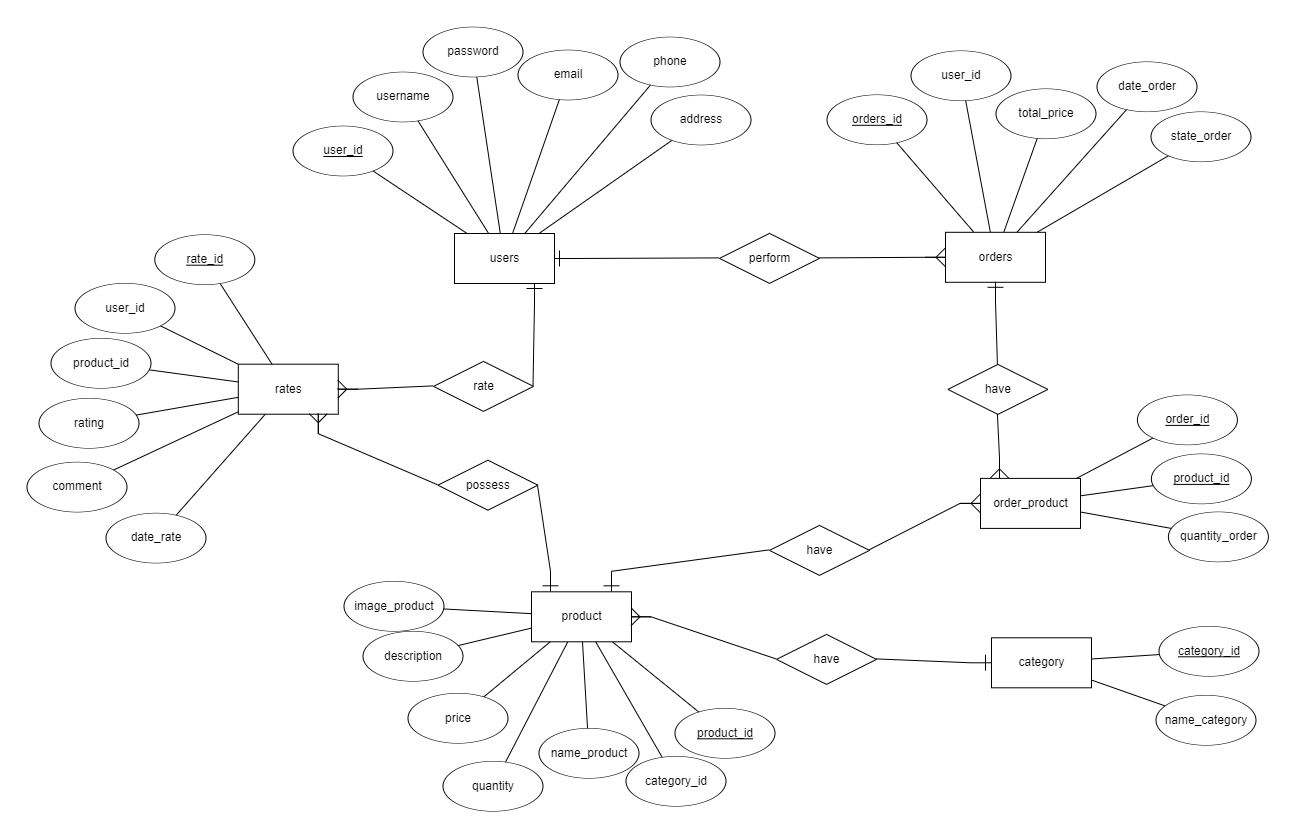 password
phone
email
username
address
user_id
user_id
date_order
orders_id
total_price
state_order
users
perform
orders
rate_id
user_id
product_id
rates
rate
have
rating
comment
date_rate
possess
order_id
product_id
order_product
quantity_order
have
image_product
product
description
have
category
category_id
name_category
price
product_id
name_product
quantity
category_id